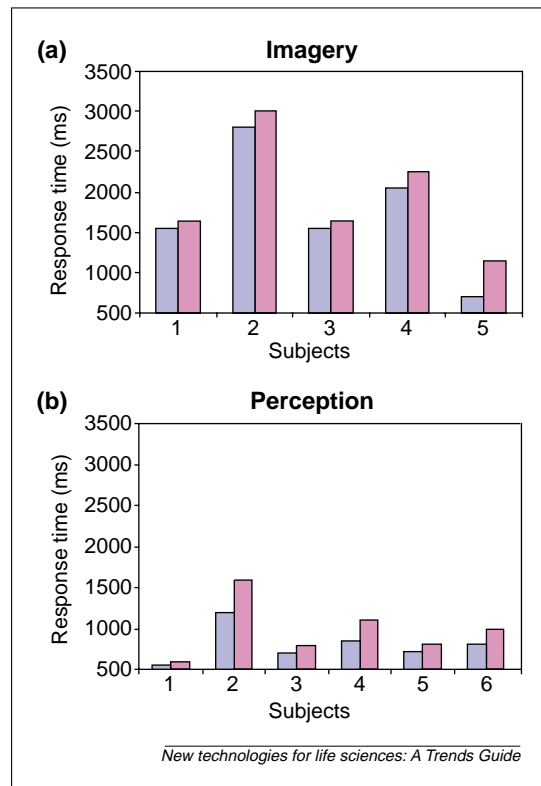 (a) Imagery
3500
3000
2500
2000
1500
1000
500
Response time (ms)
1 2 3 4 5
Subjects
(b) Perception
3500
3000
2500
2000
1500
1000
500
Response time (ms)
1 2 3 4 5 6
Subjects
New technologies for life sciences: A Trends Guide